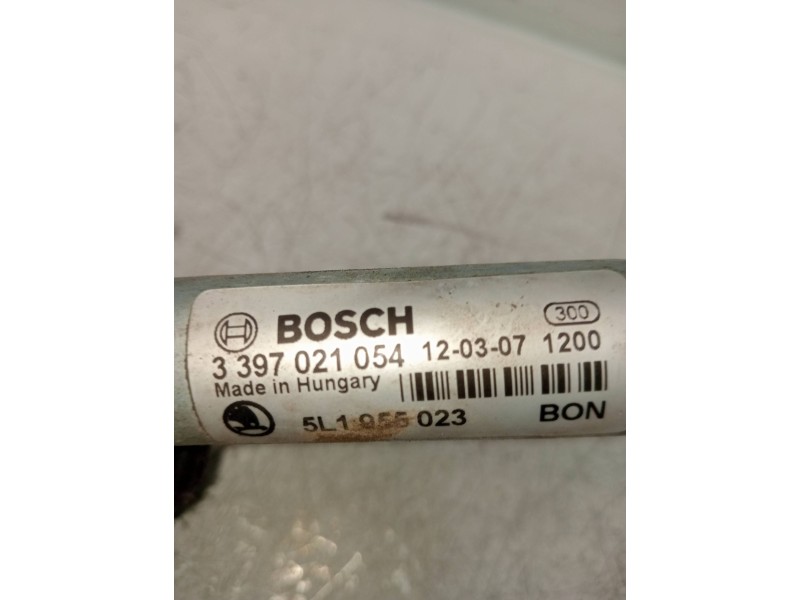 BOSCH 300
3 397 021 054 12-03-07 1200
Made in Hungary
5L1 955 023 BON